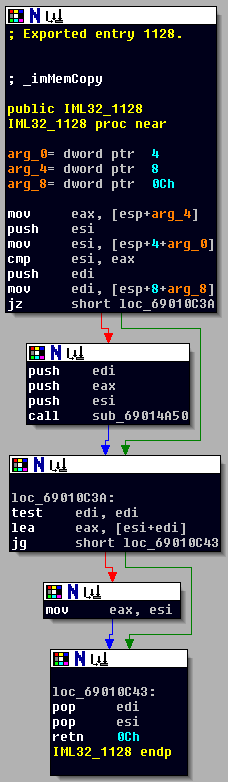 ; Exported entry 1128.
; _imMemCopy
public IML32_1128
IML32_1128 proc near
arg_0= dword ptr  4
arg_4= dword ptr  8
arg_8= dword ptr  0Ch
mov     eax, [esp+arg_4]
push    esi
mov     esi, [esp+4+arg_0]
cmp     esi, eax
push    edi
mov     edi, [esp+8+arg_8]
jz      short loc_69010C3A
push    edi
push    eax
push    esi
call    sub_69014A50
loc_69010C3A:
test    edi, edi
lea     eax, [esi+edi]
jg      short loc_69010C43
mov     eax, esi
loc_69010C43:
pop     edi
pop     esi
retn    0Ch
IML32_1128 endp